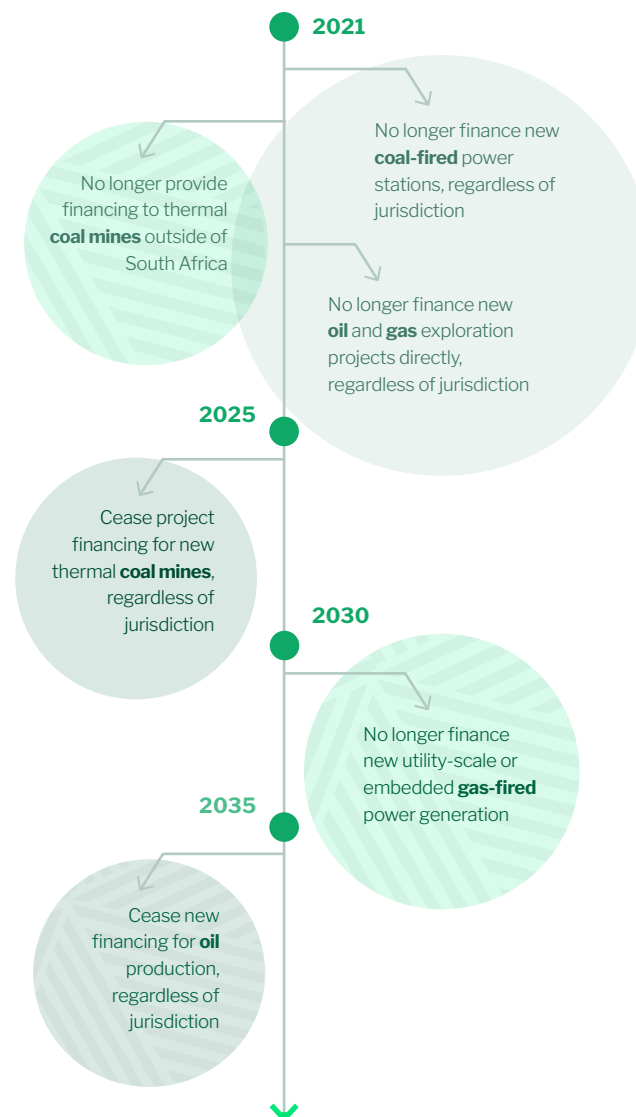 2021
No longer finance new
coal-fired power
stations, regardless of
jurisdiction
No longer provide
financing to thermal
coal mines outside of
South Africa
No longer finance new
oil and gas exploration
projects directly,
regardless of jurisdiction
2025
Cease project
financing for new
thermal coal mines,
regardless of
jurisdiction
2030
No longer finance
new utility-scale or
embedded gas-fired
power generation
2035
Cease new
financing for oil
production,
regardless of
jurisdiction